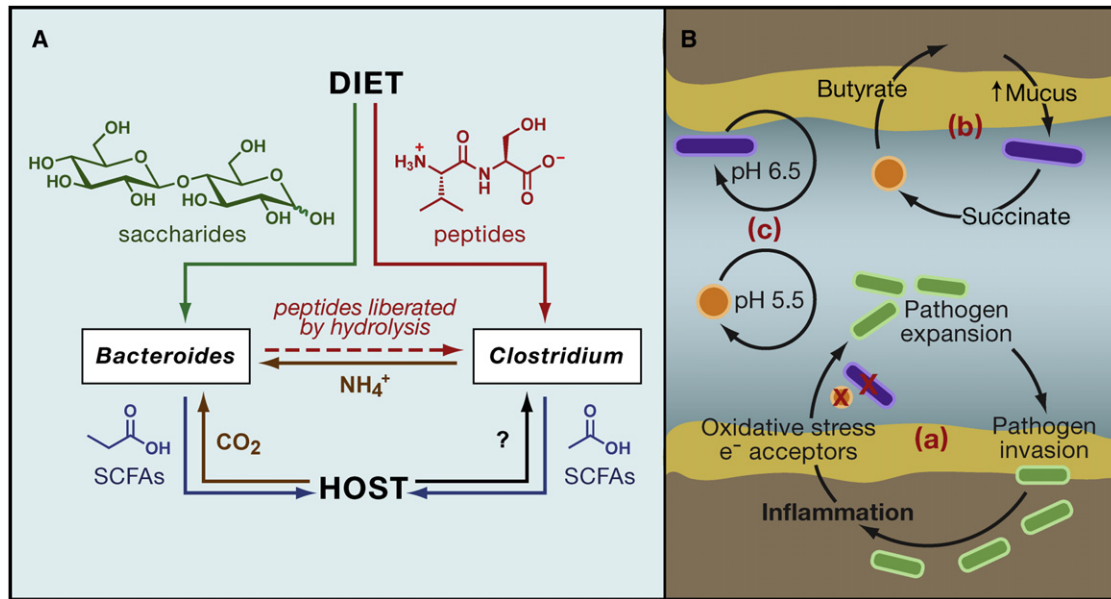 A
DIET
OH
HO
O
HO
OH
O
OH
O
HO
OH
O
OH
OH
saccharides
OH
O
H₃N⁺
N
H
O⁻
O
peptides
peptides liberated
by hydrolysis
Bacteroides
Clostridium
NH₄⁺
O
OH
SCFAs
CO₂
?
O
OH
SCFAs
HOST
B
Butyrate
↑Mucus
(b)
pH 6.5
Succinate
(c)
pH 5.5
Pathogen
expansion
X
X
Oxidative stress
e⁻ acceptors
(a)
Pathogen
invasion
Inflammation